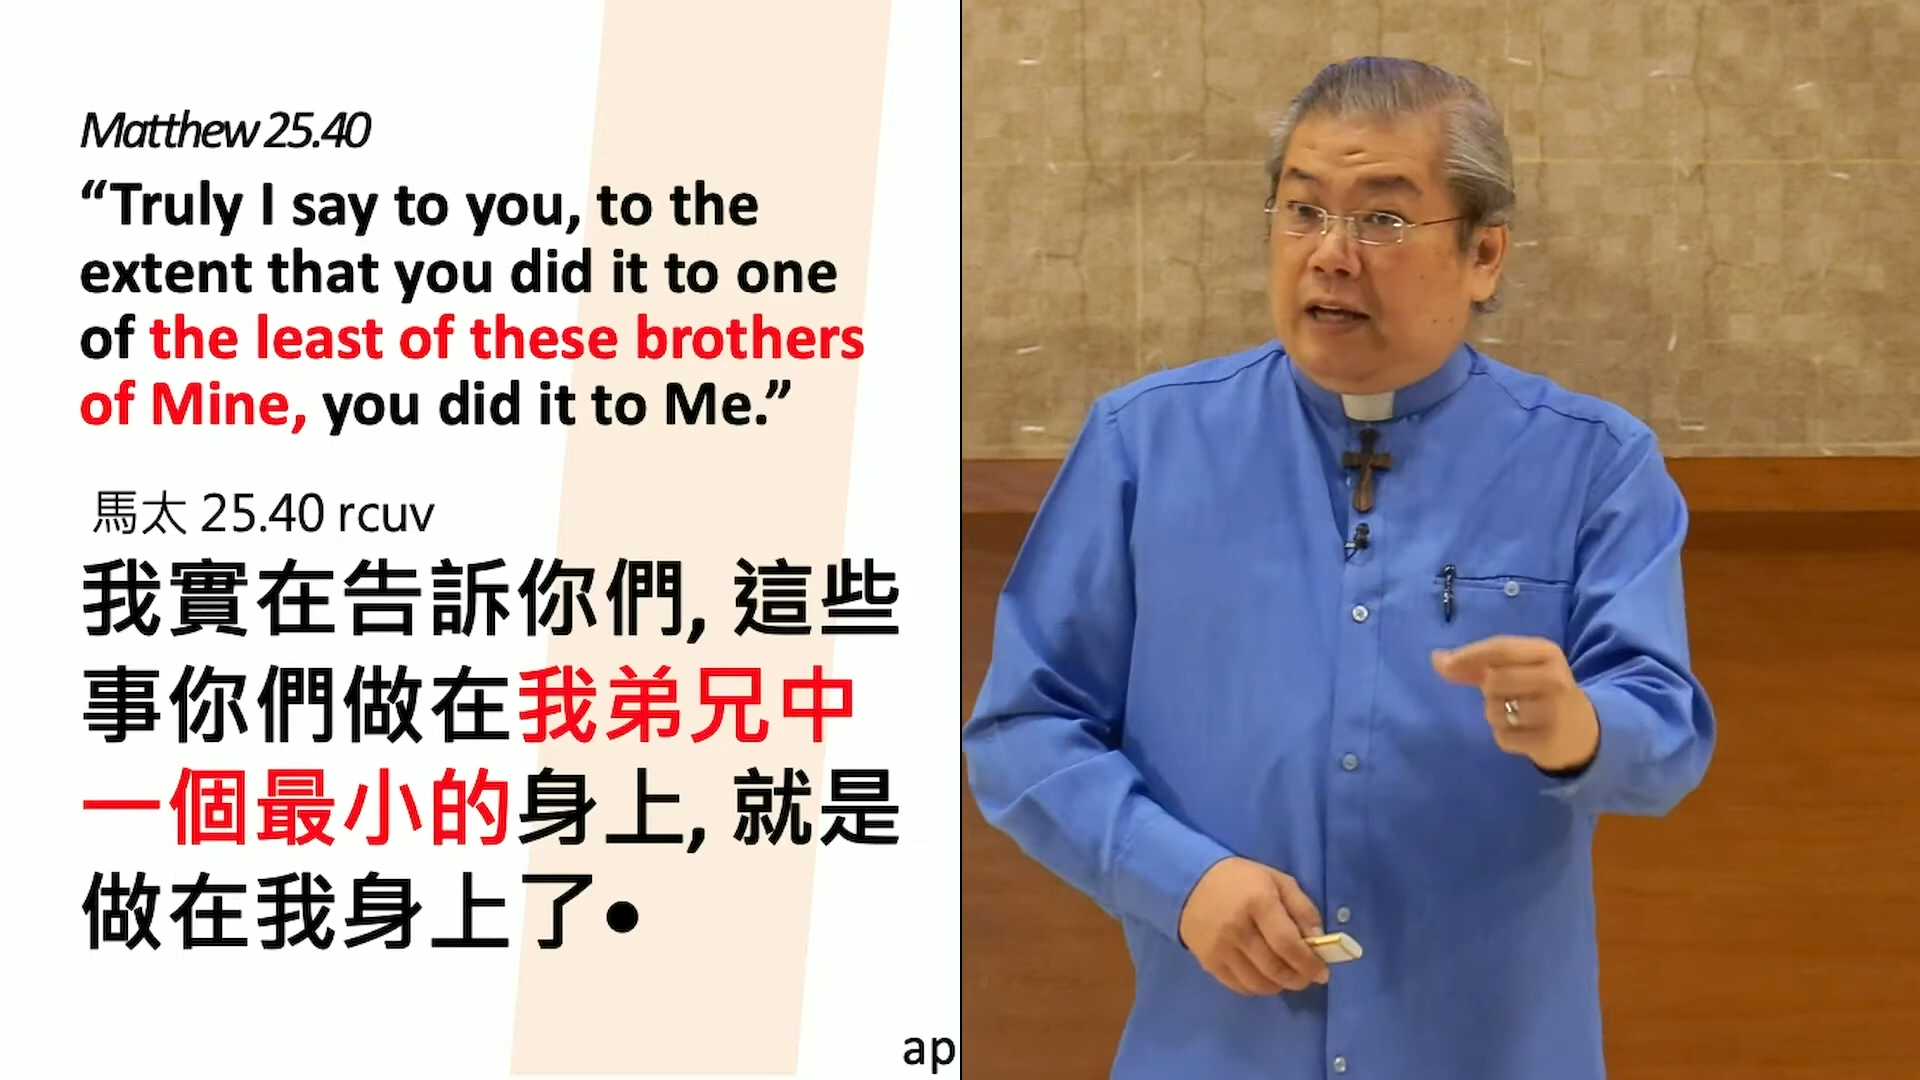 Matthew 25.40
“Truly I say to you, to the
extent that you did it to one
of the least of these brothers
of Mine, you did it to Me.”
馬太 25.40 rcuv
我實在告訴你們, 這些
事你們做在我弟兄中
一個最小的身上, 就是
做在我身上了●
ap